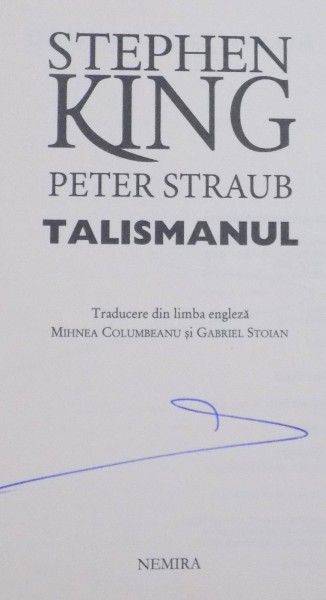 STEPHEN
KING
PETER STRAUB
TALISMANUL
Traducere din limba engleză
MIHNEA COLUMBEANU și GABRIEL STOIAN
NEMIRA